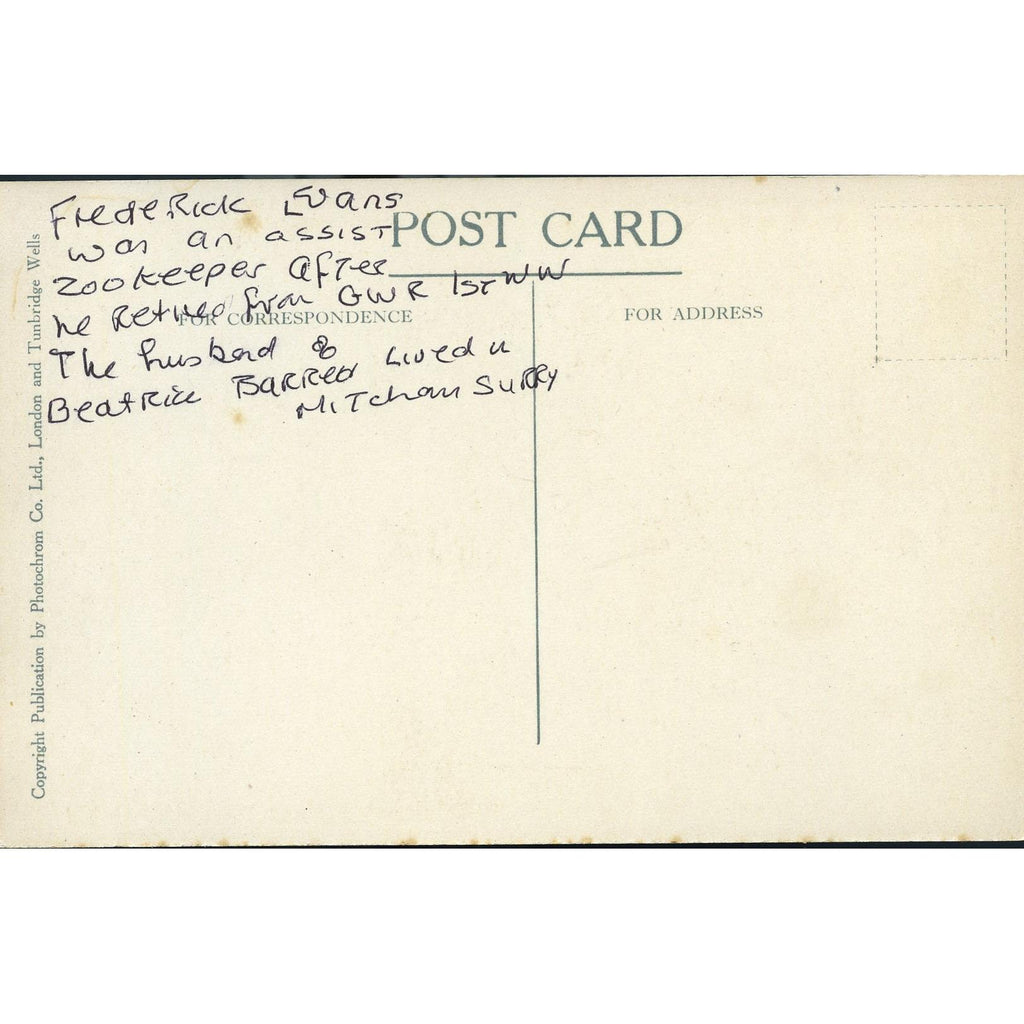 Frederick Evans
was an assist
zookeeper after
he Retired from GWR 1st WW
The husband of
Beatrice Barred Lived n
Mitcham Surry
POST CARD
FOR CORRESPONDENCE
FOR ADDRESS
Copyright Publication by Photochrom Co. Ltd., London and Tunbridge Wells